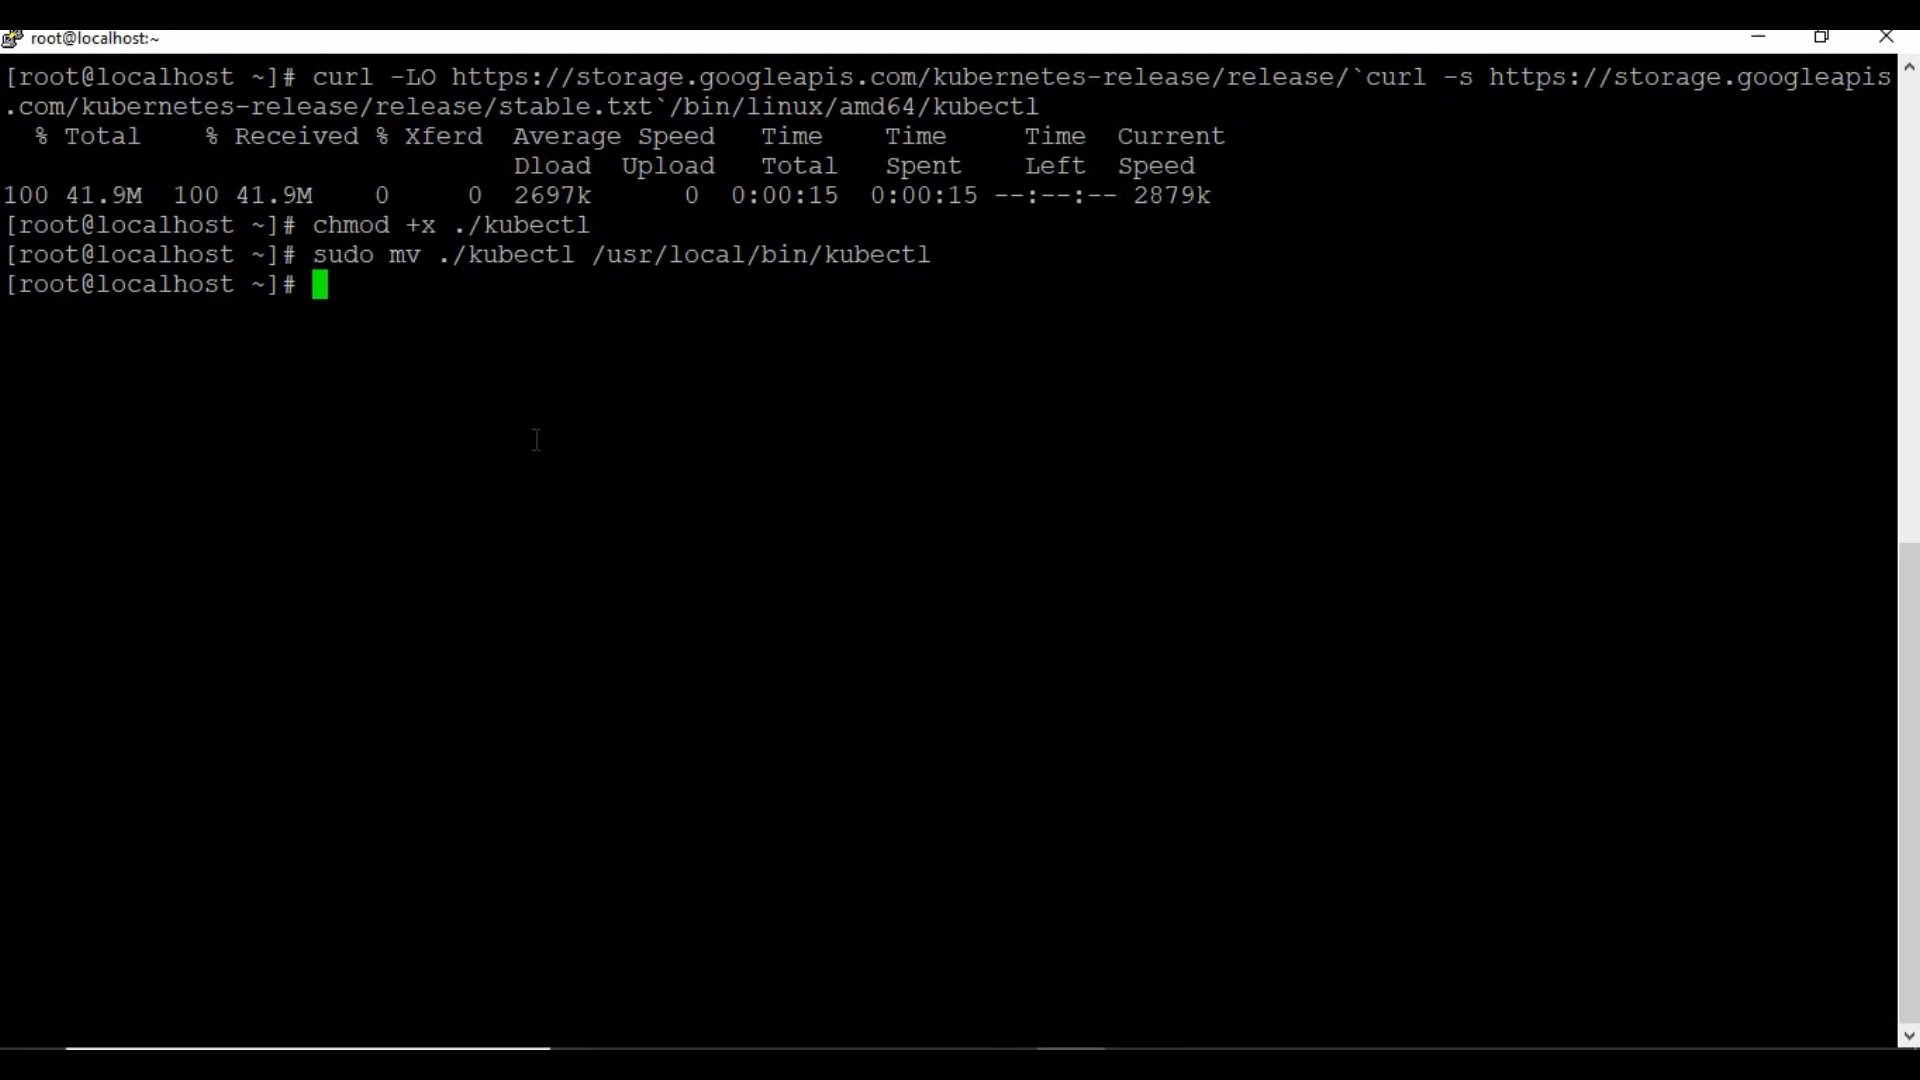 root@localhost:~
[root@localhost ~]# curl -LO https://storage.googleapis.com/kubernetes-release/release/`curl -s https://storage.googleapis
.com/kubernetes-release/release/stable.txt`/bin/linux/amd64/kubectl
% Total % Received % Xferd Average Speed Time Time Time Current
Dload Upload Total Spent Left Speed
100 41.9M 100 41.9M 0 0 2697k 0 0:00:15 0:00:15 --:--:-- 2879k
[root@localhost ~]# chmod +x ./kubectl
[root@localhost ~]# sudo mv ./kubectl /usr/local/bin/kubectl
[root@localhost ~]#